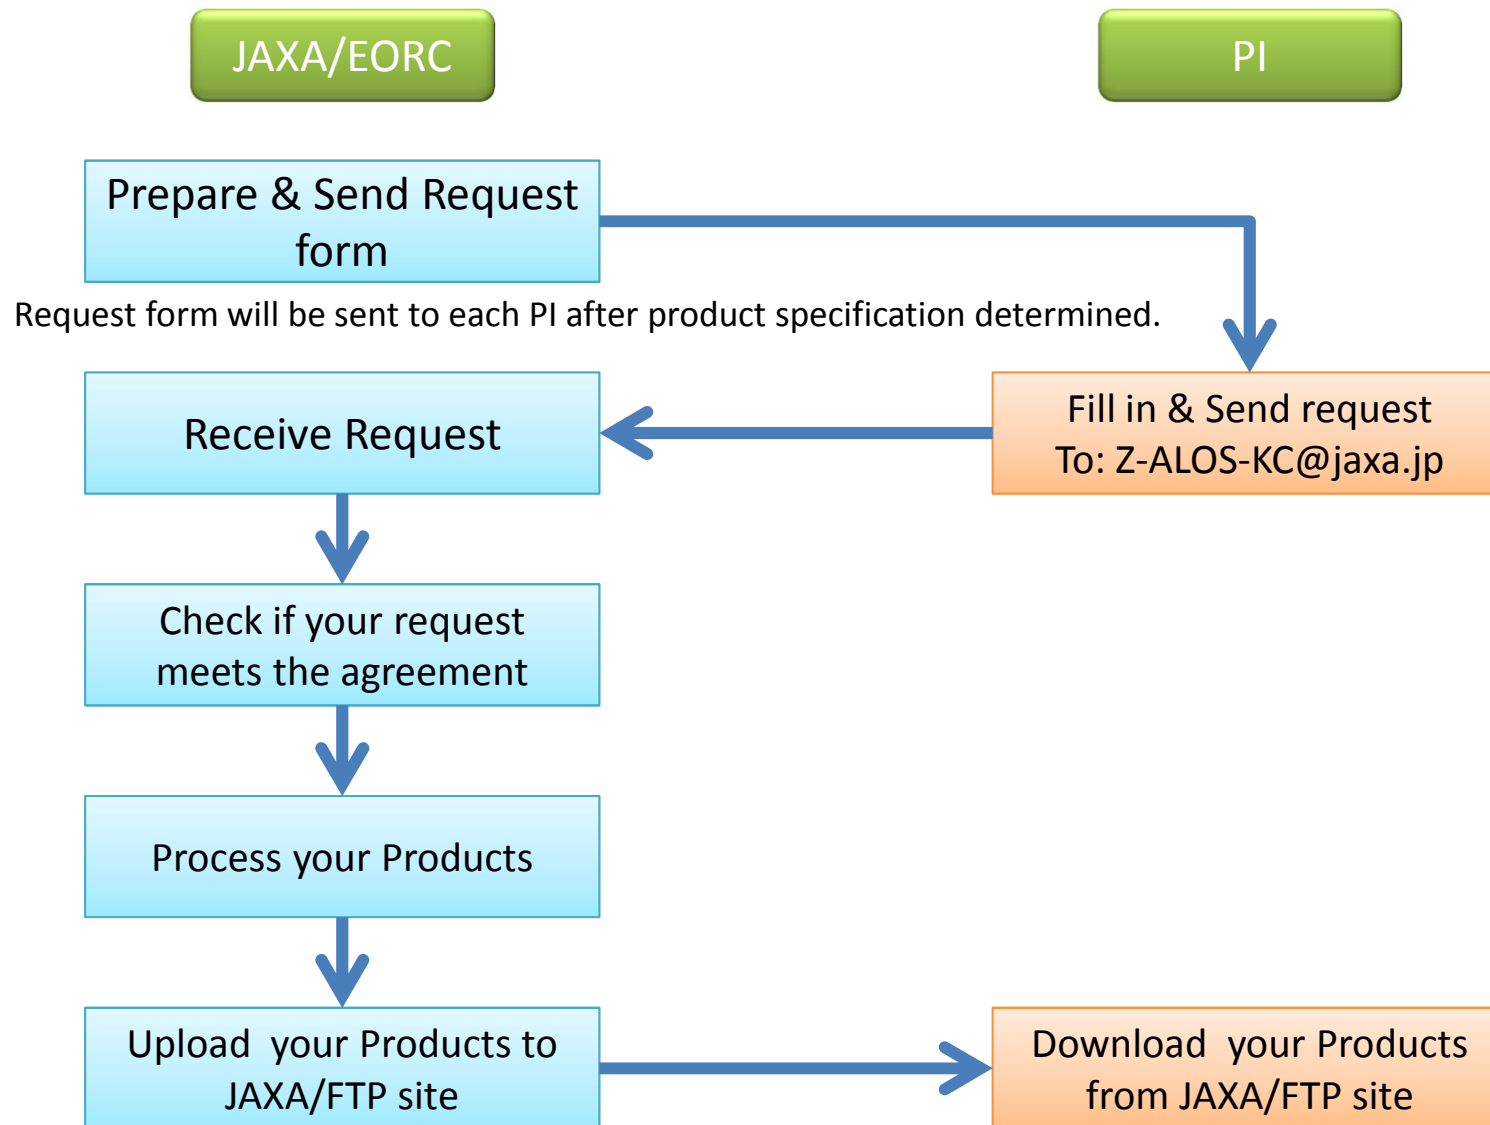 JAXA/EORC
PI
Prepare & Send Request
form
Request form will be sent to each PI after product specification determined.
Receive Request
Fill in & Send request
To: Z-ALOS-KC@jaxa.jp
Check if your request
meets the agreement
Process your Products
Upload  your Products to
JAXA/FTP site
Download  your Products
from JAXA/FTP site